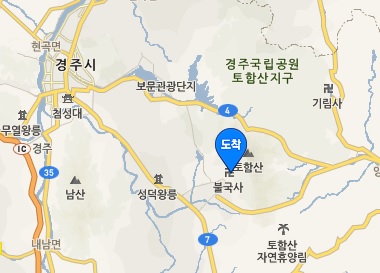 현곡면
경주시
경주국립공원
토함산지구
보문관광단지
기림사
4
첨성대
무열왕릉
도착
IC
경주
35
토함산
불국사
남산
성덕왕릉
7
내남면
토함산
자연휴양림